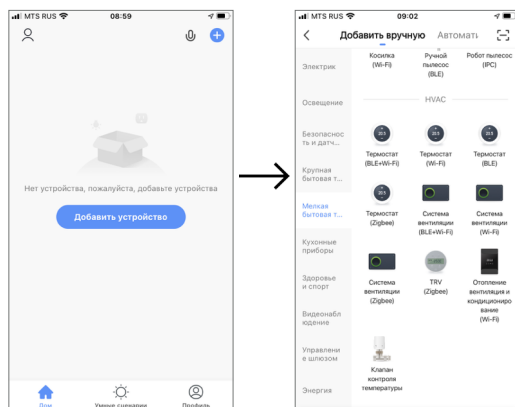 MTS RUS 08:59
Нет устройства, пожалуйста, добавьте устройства
Добавить устройство
Дом Умные сценарии Профиль
MTS RUS 09:02
Добавить вручную Автомать
Электрик
Освещение
Безопаснос
ть и датч...
Крупная
бытовая т...
Мелкая
бытовая т...
Кухонные
приборы
Здоровье
и спорт
Видеонабл
юдение
Управлени
е шлюзом
Энергия
Косилка
(Wi-Fi)
Ручной
пылесос
(BLE)
Робот пылесос
(IPC)
HVAC
Термостат
(BLE+Wi-Fi)
Термостат
(Wi-Fi)
Термостат
(BLE)
Термостат
(Zigbee)
Система
вентиляции
(BLE+Wi-Fi)
Система
вентиляции
(Wi-Fi)
Система
вентиляции
(Zigbee)
TRV
(Zigbee)
Отопление
вентиляция и
кондициониро
вание
(Wi-Fi)
Клапан
контроля
температуры